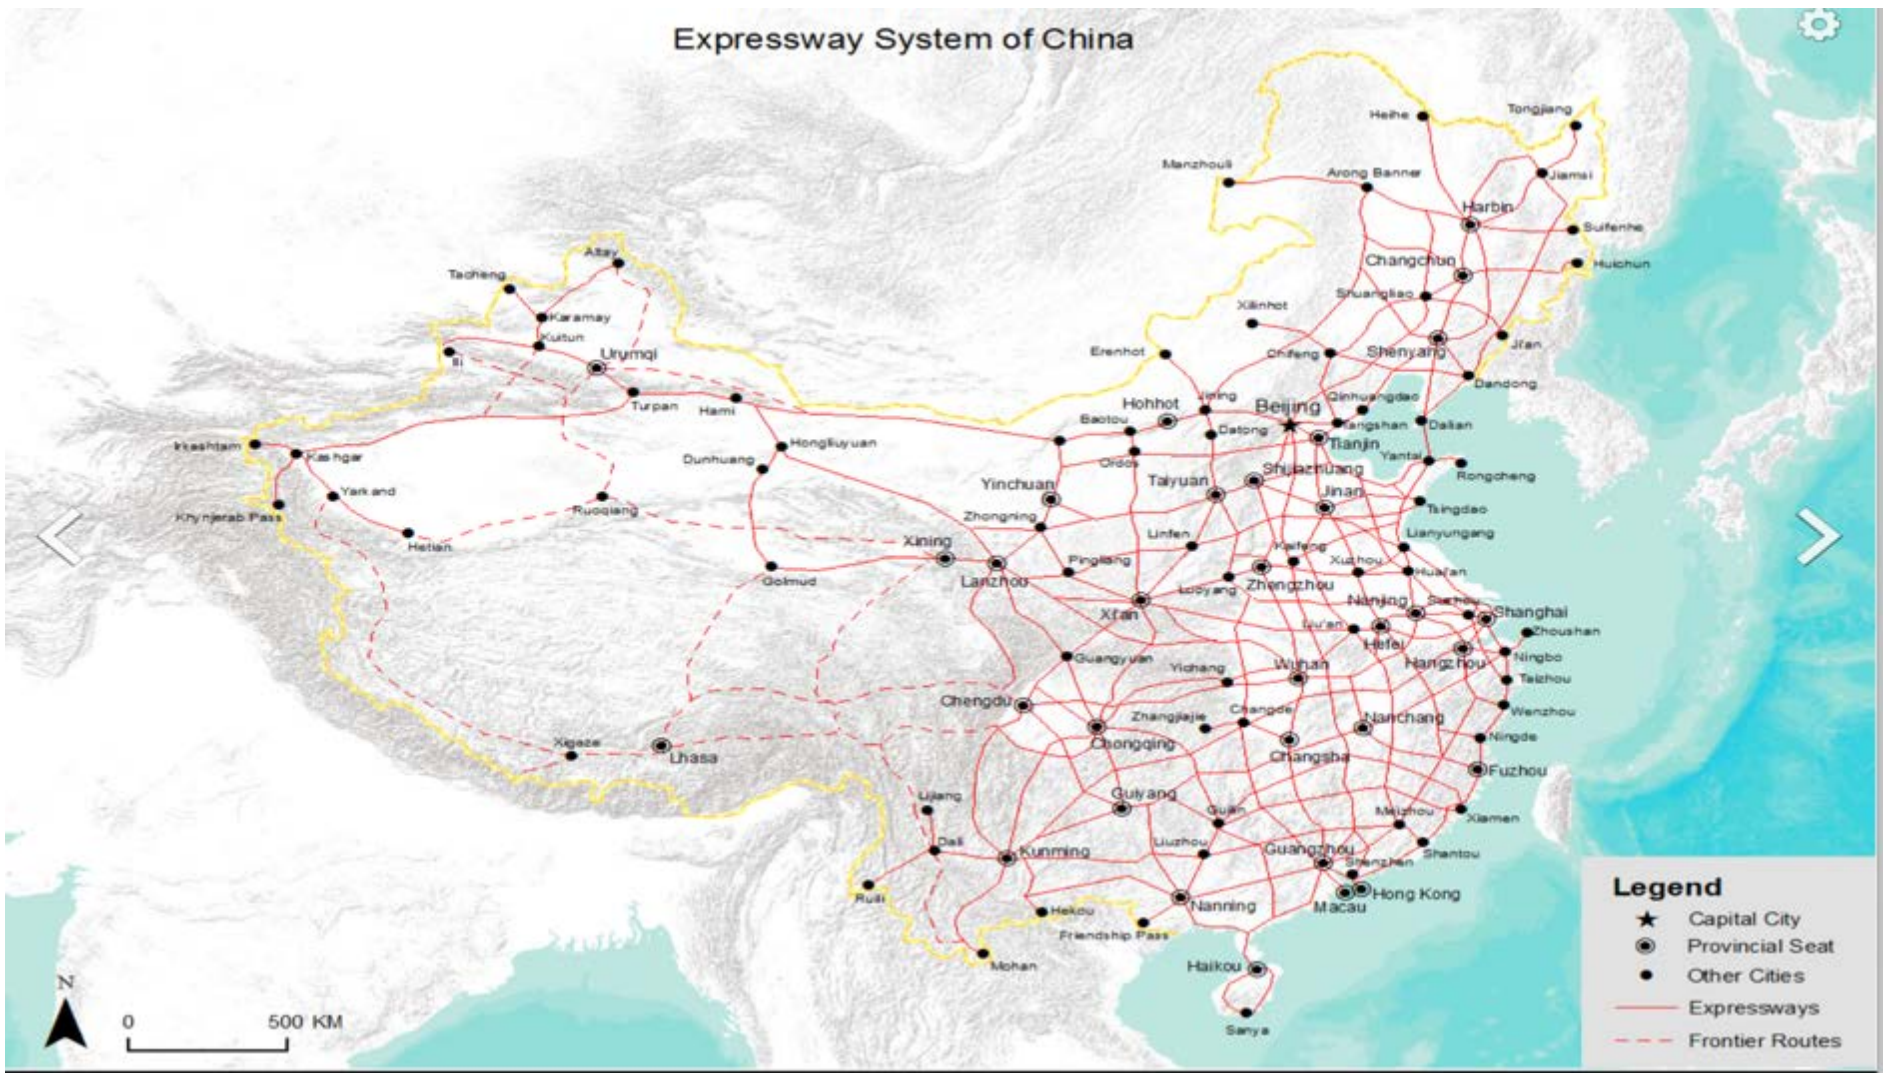 Expressway System of China
Heihe
Tongjiang
Manzhouli
Arong Banner
Jiamsi
Harbin
Suifenhe
Altay
Changchun
Huichun
Tacheng
Shuangliao
Xilinhot
Karamay
Kuitun
Urumqi
Erenhot
Chifeng
Shenyang
Ji'an
Ili
Dandong
Turpan
Hami
Hohhot
Jining
Beijing
Qinhuangdao
Baotou
Datong
Tangshan
Dalian
Irkeshtam
Kashgar
Hongliuyuan
Tianjin
Dunhuang
Ordos
Shijiazhuang
Yantai
Rongcheng
Yarkand
Yinchuan
Taiyuan
Jinan
Khynjerab Pass
Ruoqiang
Zhongning
Tsingdao
Hetian
Xining
Linfen
Kaifeng
Xuzhou
Lianyungang
Golmud
Lanzhou
Pingliang
Luoyang
Zhengzhou
Huai'an
Xi'an
Nanjing
Suzhou
Shanghai
Liu'an
Hefei
Zhoushan
Guangyuan
Yichang
Wuhan
Hangzhou
Ningbo
Taizhou
Chengdu
Zhangjiajie
Changde
Nanchang
Wenzhou
Xigaze
Lhasa
Chongqing
Changsha
Ningde
Fuzhou
Lijiang
Guiyang
Guilin
Meizhou
Xiamen
Dali
Kunming
Liuzhou
Guangzhou
Shenzhen
Shantou
Ruili
Hekou
Nanning
Macau
Hong Kong
Friendship Pass
Mohan
Haikou
Sanya
N
0 500 KM
Legend
Capital City
Provincial Seat
Other Cities
Expressways
Frontier Routes